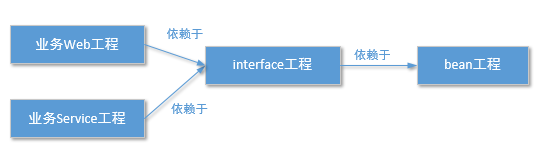 业务Web工程
依赖于
interface工程
依赖于
bean工程
业务Service工程
依赖于